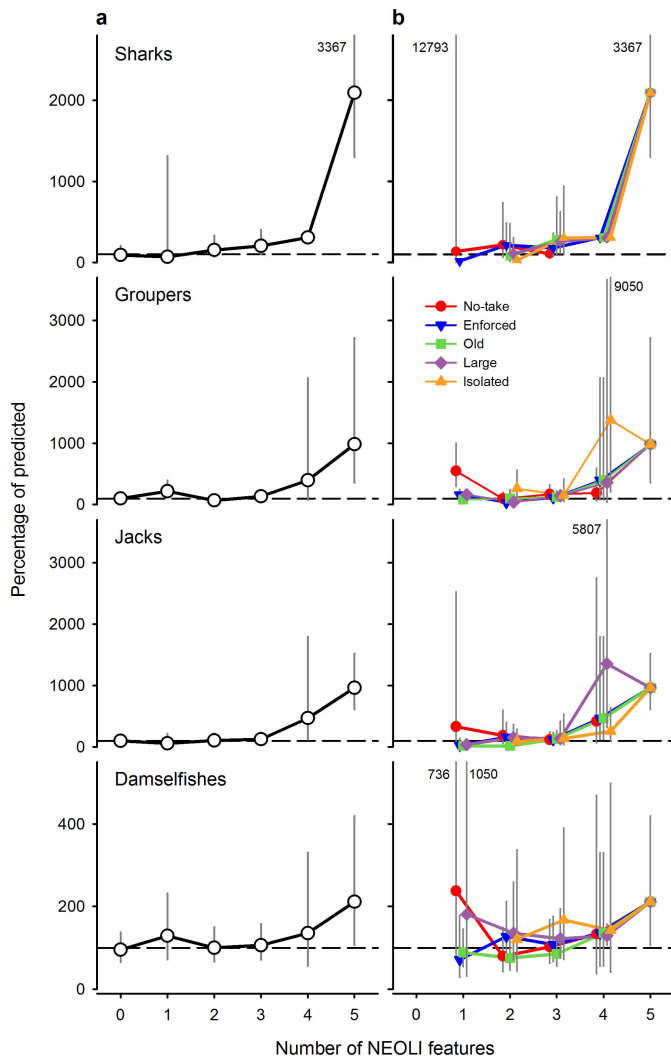 a
b
Sharks
3367
12793
3367
2000
1000
0
Groupers
9050
No-take
Enforced
Old
Large
Isolated
3000
2000
1000
0
Jacks
5807
3000
2000
1000
0
Damselfishes
736
1050
400
200
0
Percentage of predicted
0 1 2 3 4 5
0 1 2 3 4 5
Number of NEOLI features